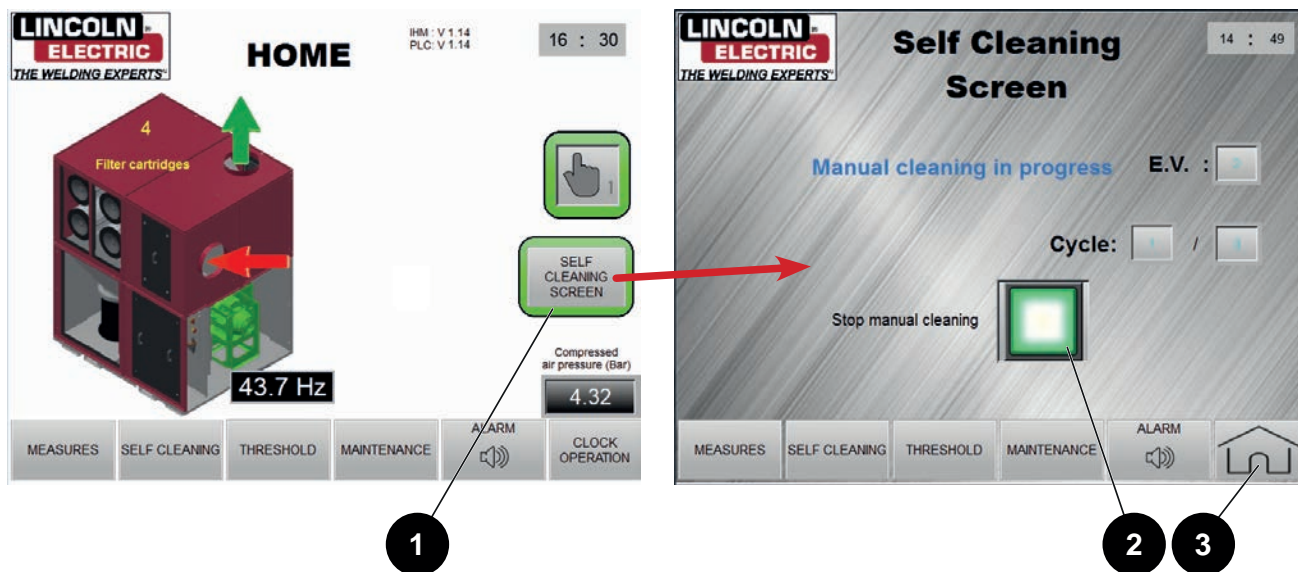 LINCOLN
ELECTRIC
THE WELDING EXPERTS®
HOME
IHM : V 1.14
PLC: V 1.14
16 : 30
4
Filter cartridges
1
SELF
CLEANING
SCREEN
Compressed
air pressure (Bar)
43.7 Hz
4.32
MEASURES
SELF CLEANING
THRESHOLD
MAINTENANCE
ALARM
CLOCK
OPERATION
1
LINCOLN
ELECTRIC
THE WELDING EXPERTS®
Self Cleaning
Screen
14 : 49
Manual cleaning in progress
E.V. :
Cycle: 1 / 3
Stop manual cleaning
MEASURES
SELF CLEANING
THRESHOLD
MAINTENANCE
ALARM
2
3